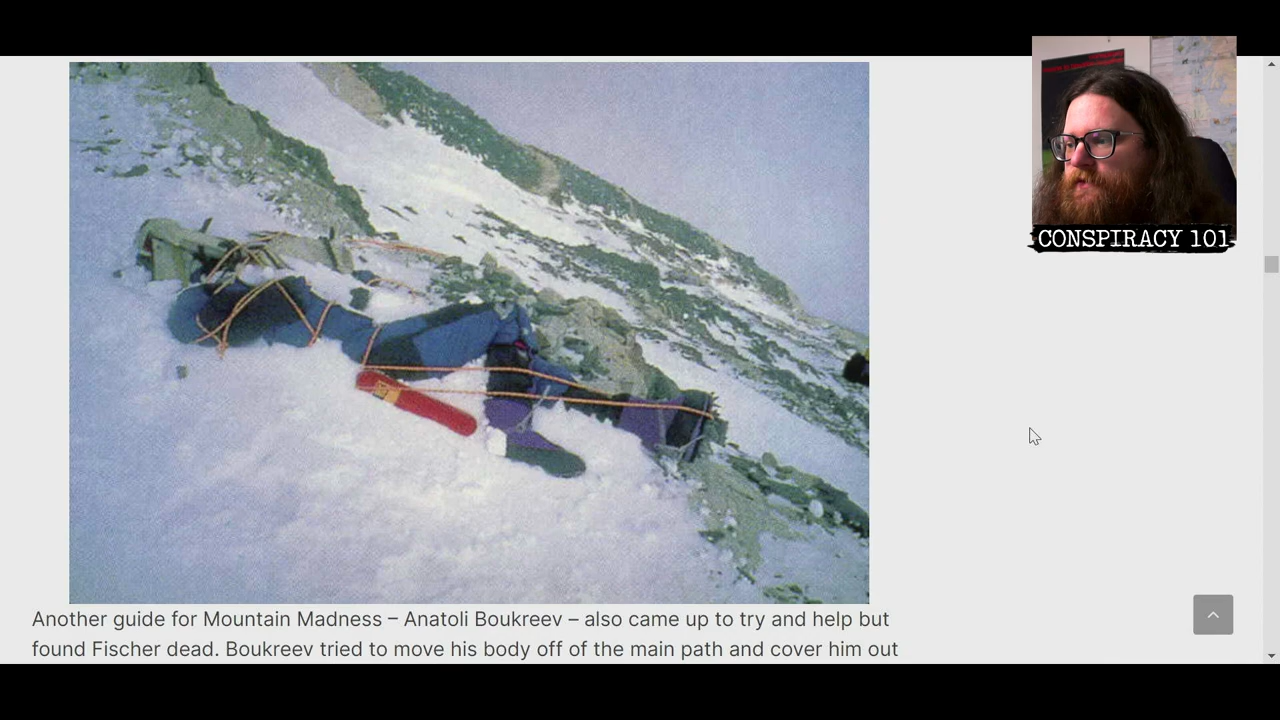 CONSPIRACY 101
Another guide for Mountain Madness – Anatoli Boukreev – also came up to try and help but
found Fischer dead. Boukreev tried to move his body off of the main path and cover him out